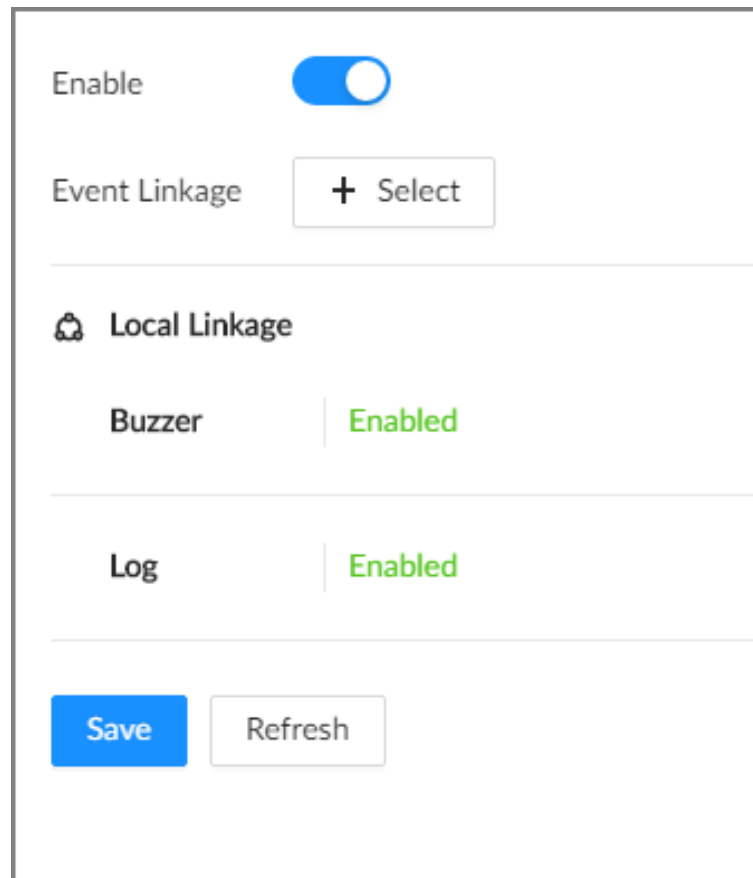 Enable
Event Linkage + Select
Local Linkage
Buzzer Enabled
Log Enabled
Save Refresh